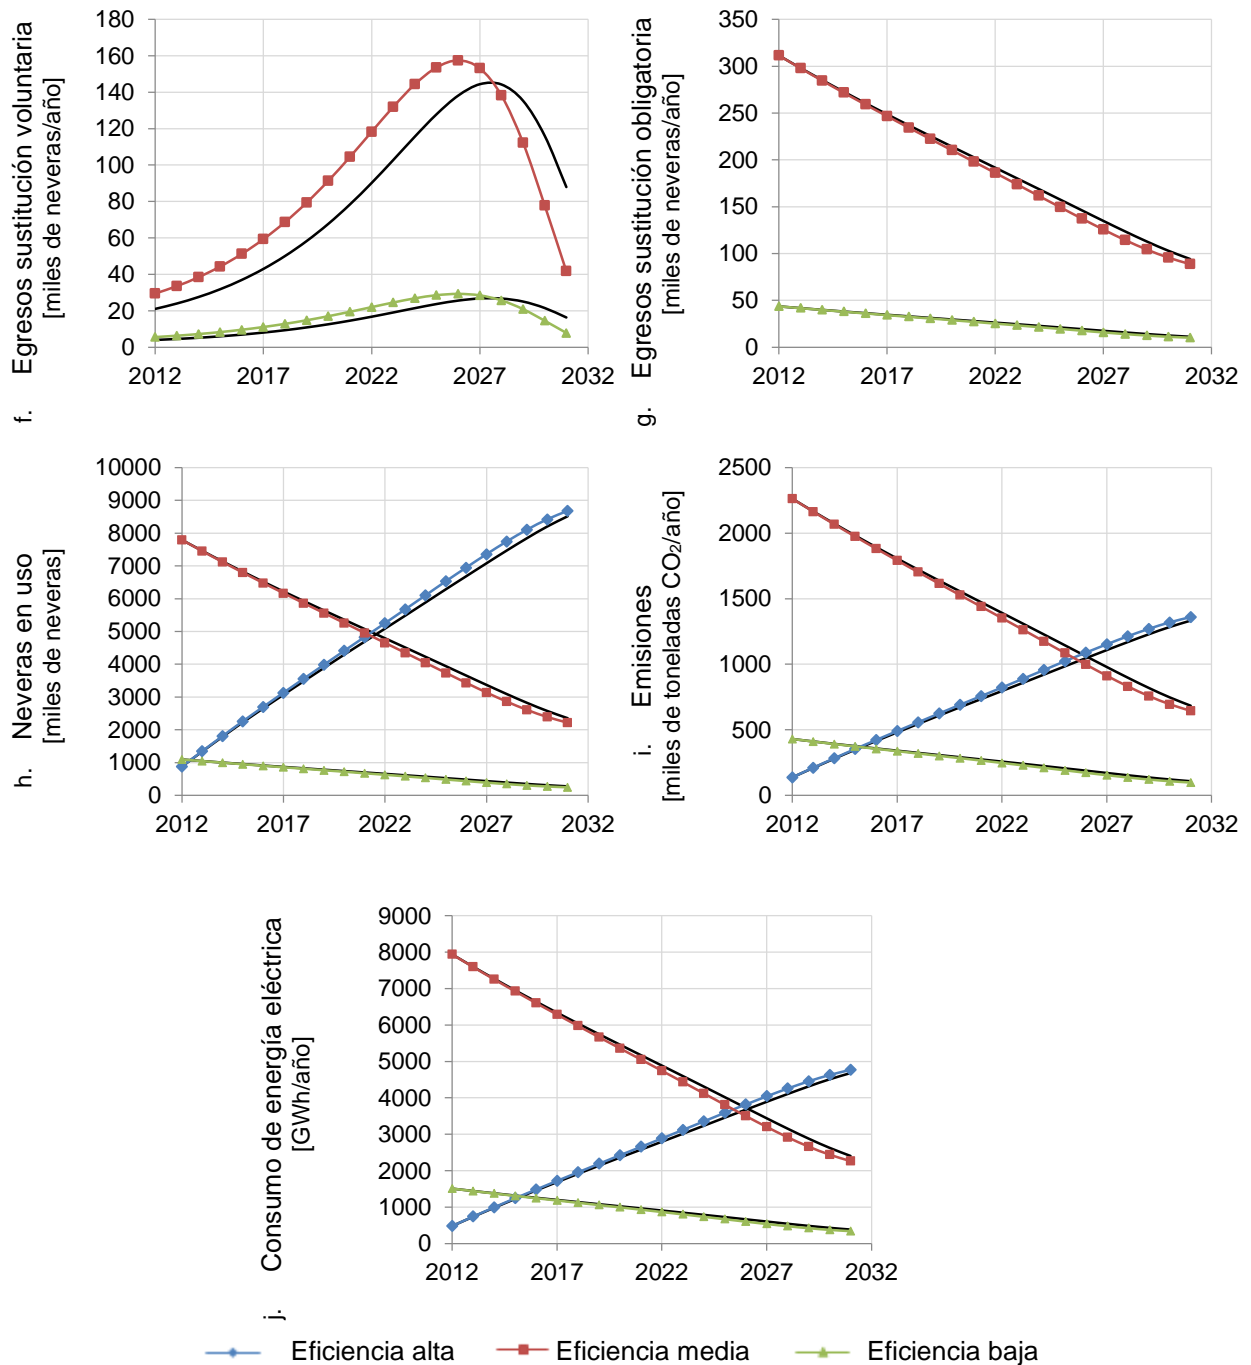 f. Egresos sustitución voluntaria
[miles de neveras/año]
180
160
140
120
100
80
60
40
20
0
2012 2017 2022 2027 2032
g. Egresos sustitución obligatoria
[miles de neveras/año]
350
300
250
200
150
100
50
0
2012 2017 2022 2027 2032
h. Neveras en uso
[miles de neveras]
10000
9000
8000
7000
6000
5000
4000
3000
2000
1000
0
2012 2017 2022 2027 2032
i. Emisiones
[miles de toneladas CO₂/año]
2500
2000
1500
1000
500
0
2012 2017 2022 2027 2032
j. Consumo de energía eléctrica
[GWh/año]
9000
8000
7000
6000
5000
4000
3000
2000
1000
0
2012 2017 2022 2027 2032
Eficiencia alta Eficiencia media Eficiencia baja